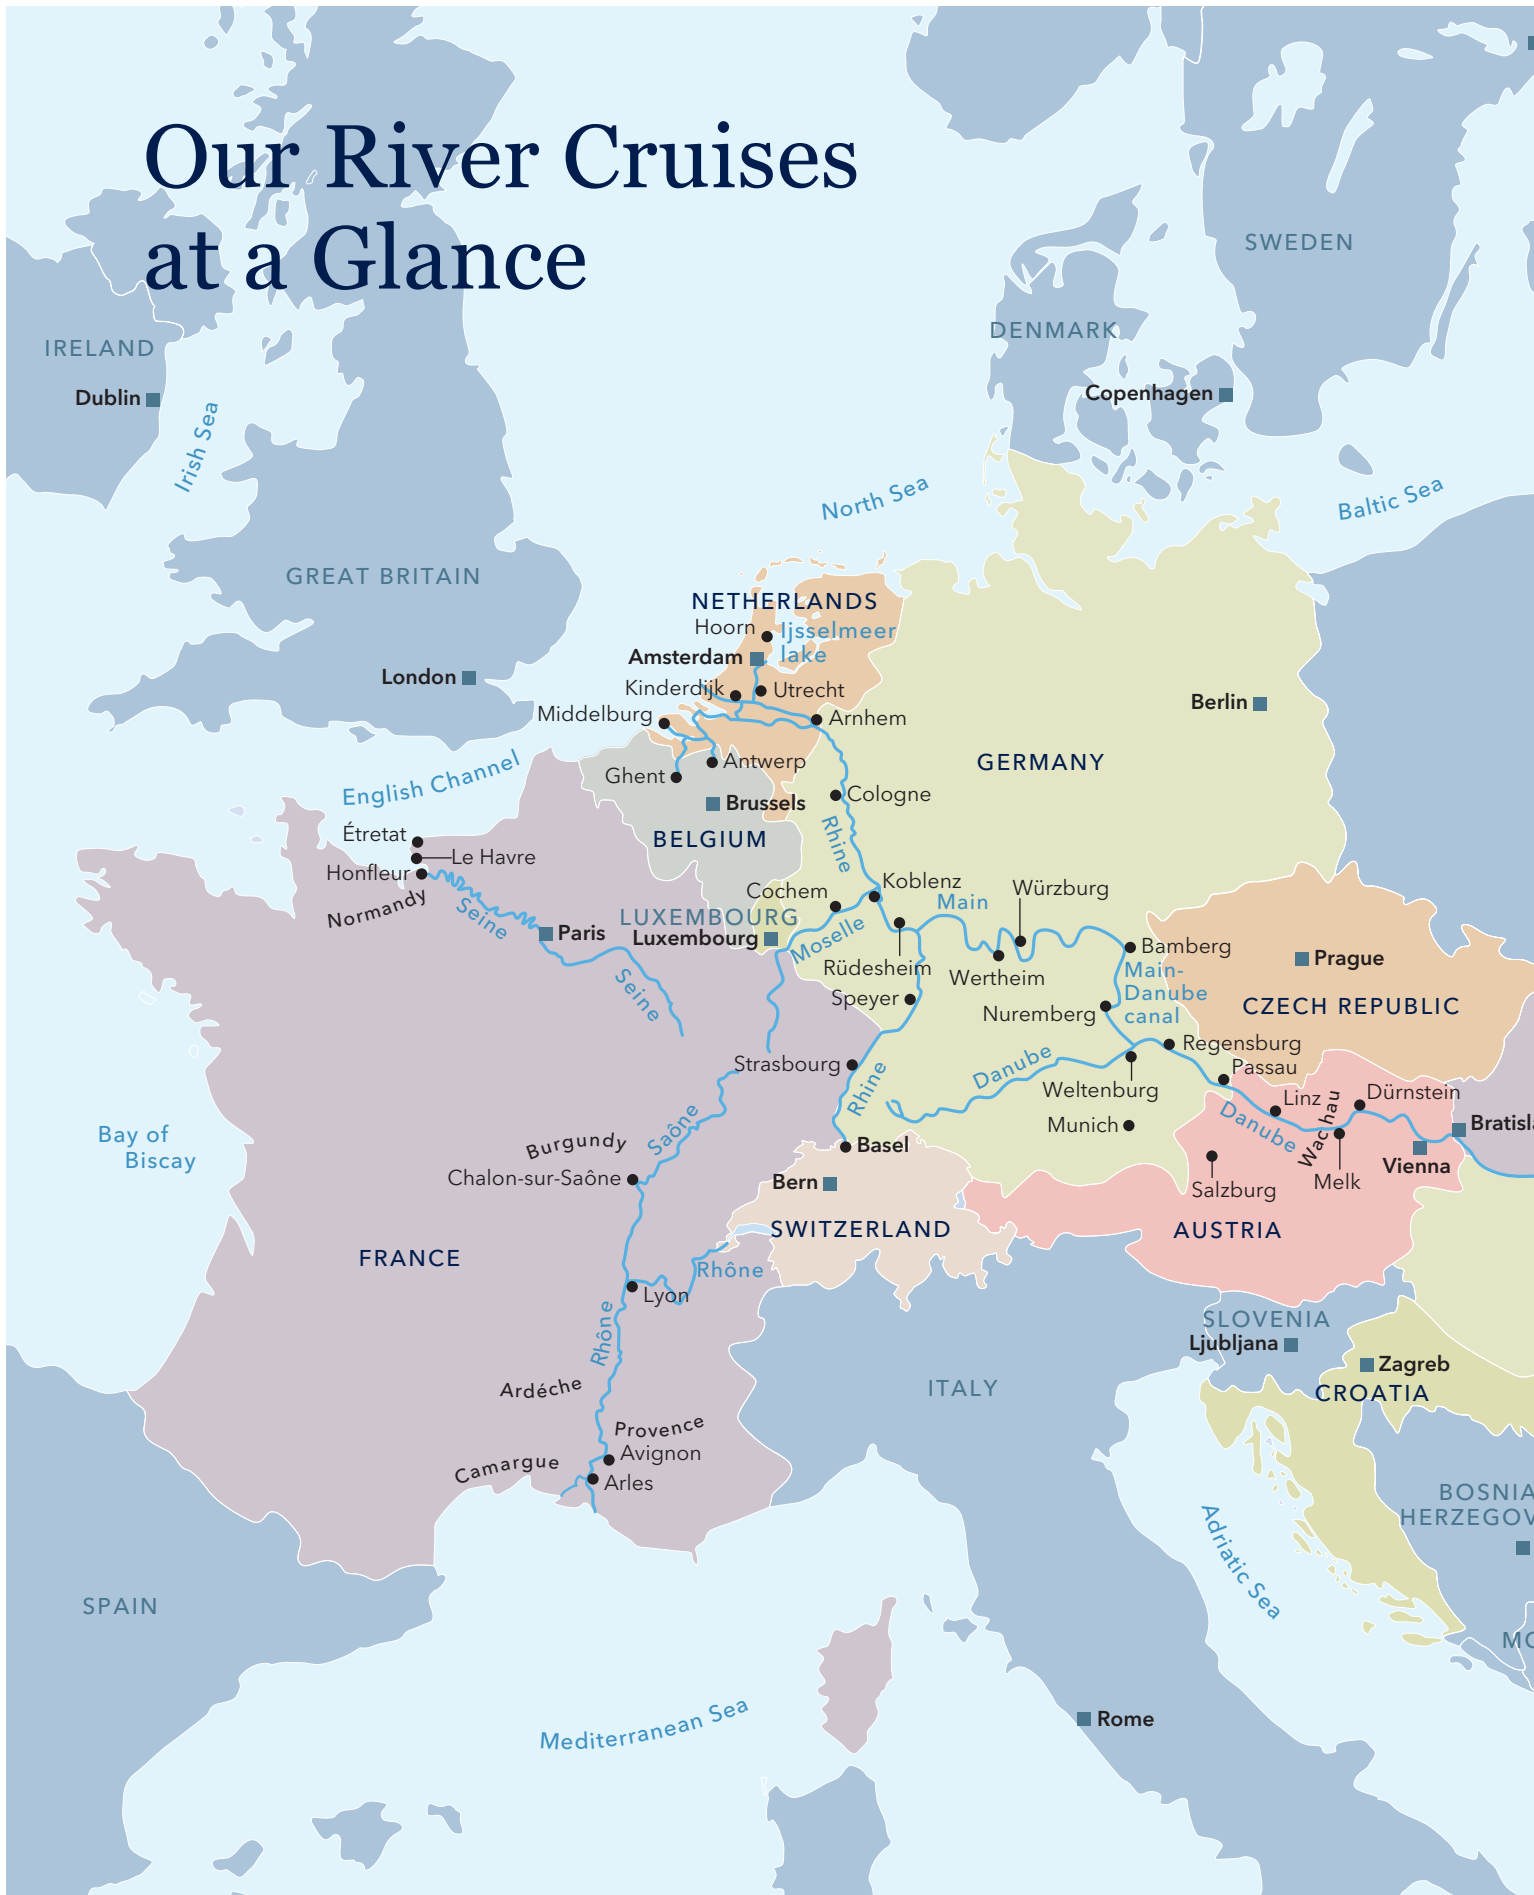 Our River Cruises
at a Glance
SWEDEN
DENMARK
IRELAND
Dublin
Copenhagen
Irish Sea
North Sea
Baltic Sea
GREAT BRITAIN
NETHERLANDS
Hoorn
Ijsselmeer
lake
Amsterdam
London
Kinderdijk
Utrecht
Berlin
Middelburg
Arnhem
English Channel
Ghent
Antwerp
GERMANY
Cologne
Brussels
BELGIUM
Rhine
Étretat
Le Havre
Honfleur
Normandy
Seine
Paris
Seine
Cochem
Koblenz
Main
Würzburg
LUXEMBOURG
Luxembourg
Moselle
Rüdesheim
Wertheim
Bamberg
Main-
Danube
canal
Prague
CZECH REPUBLIC
Speyer
Nuremberg
Regensburg
Strasbourg
Rhine
Danube
Weltenburg
Passau
Munich
Linz
Wachau
Dürnstein
Danube
Bratisla
Vienna
Melk
Salzburg
Bay of
Biscay
Burgundy
Saône
Chalon-sur-Saône
Basel
Bern
SWITZERLAND
AUSTRIA
FRANCE
Rhône
Lyon
Rhône
SLOVENIA
Ljubljana
Zagreb
CROATIA
ITALY
Ardéche
Provence
Avignon
Camargue
Arles
BOSNIA
HERZEGOV
Adriatic Sea
SPAIN
MO
Mediterranean Sea
Rome